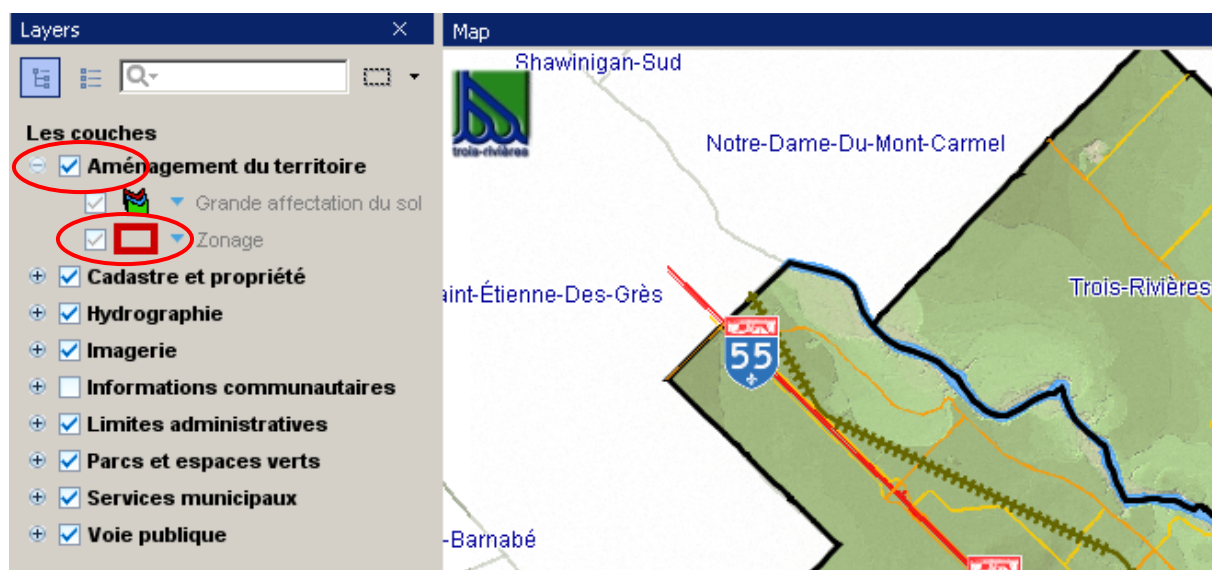 Layers
Les couches
Aménagement du territoire
Grande affectation du sol
Zonage
Cadastre et propriété
Hydrographie
Imagerie
Informations communautaires
Limites administratives
Parcs et espaces verts
Services municipaux
Voie publique
Map
Shawinigan-Sud
trois-rivières
Notre-Dame-Du-Mont-Carmel
aint-Étienne-Des-Grès
Trois-Rivières
55
-Barnabé